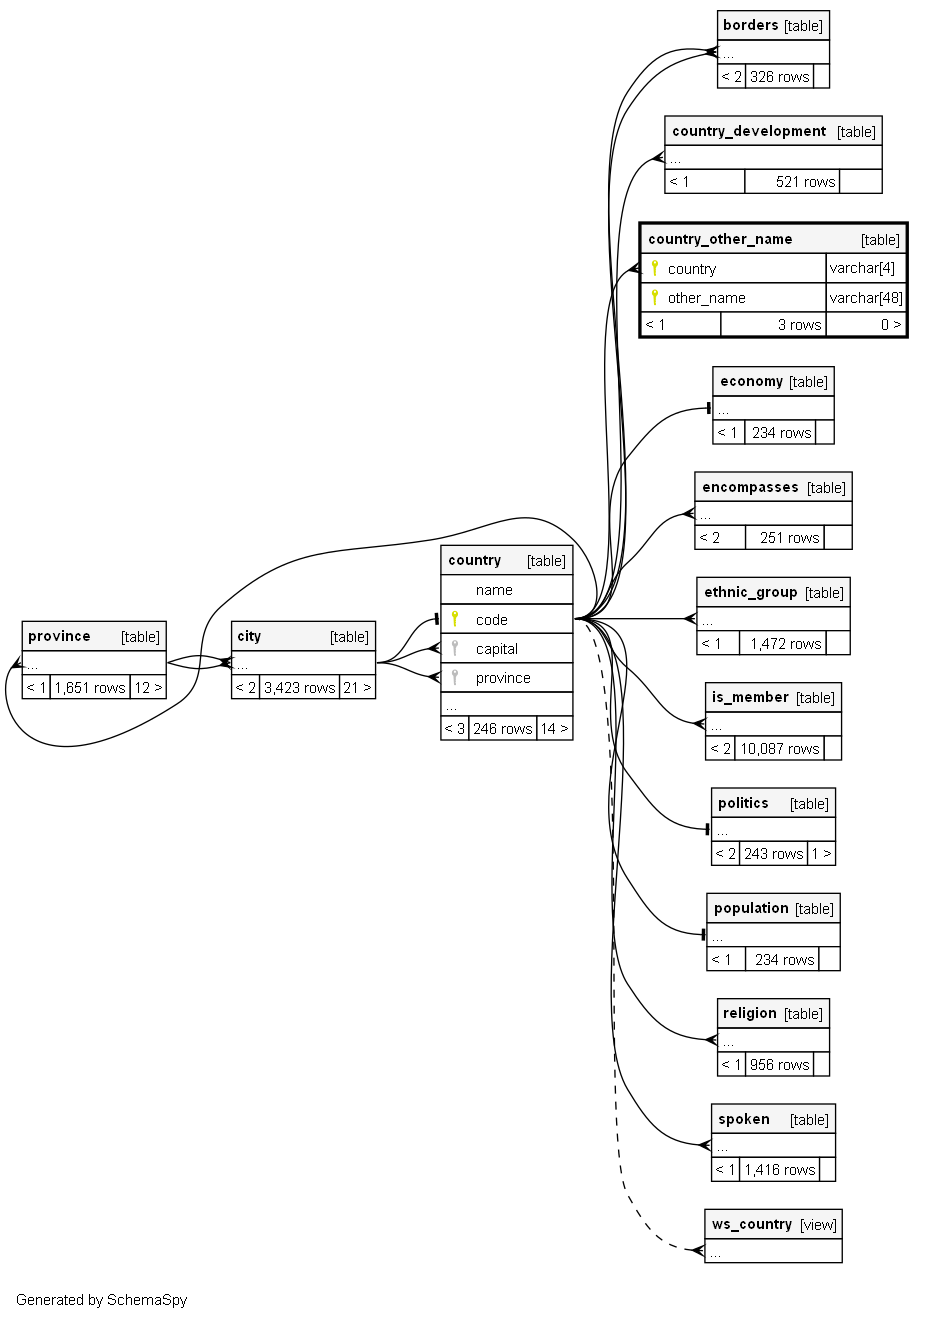 borders [table]
...
< 2 326 rows
country_development [table]
...
< 1 521 rows
country_other_name [table]
country varchar[4]
other_name varchar[48]
< 1 3 rows 0 >
economy [table]
...
< 1 234 rows
encompasses [table]
...
< 2 251 rows
country [table]
name
code
capital
province
...
< 3 246 rows 14 >
province [table]
...
< 1 1,651 rows 12 >
city [table]
...
< 2 3,423 rows 21 >
ethnic_group [table]
...
< 1 1,472 rows
is_member [table]
...
< 2 10,087 rows
politics [table]
...
< 2 243 rows 1 >
population [table]
...
< 1 234 rows
religion [table]
...
< 1 956 rows
spoken [table]
...
< 1 1,416 rows
ws_country [view]
...
Generated by SchemaSpy